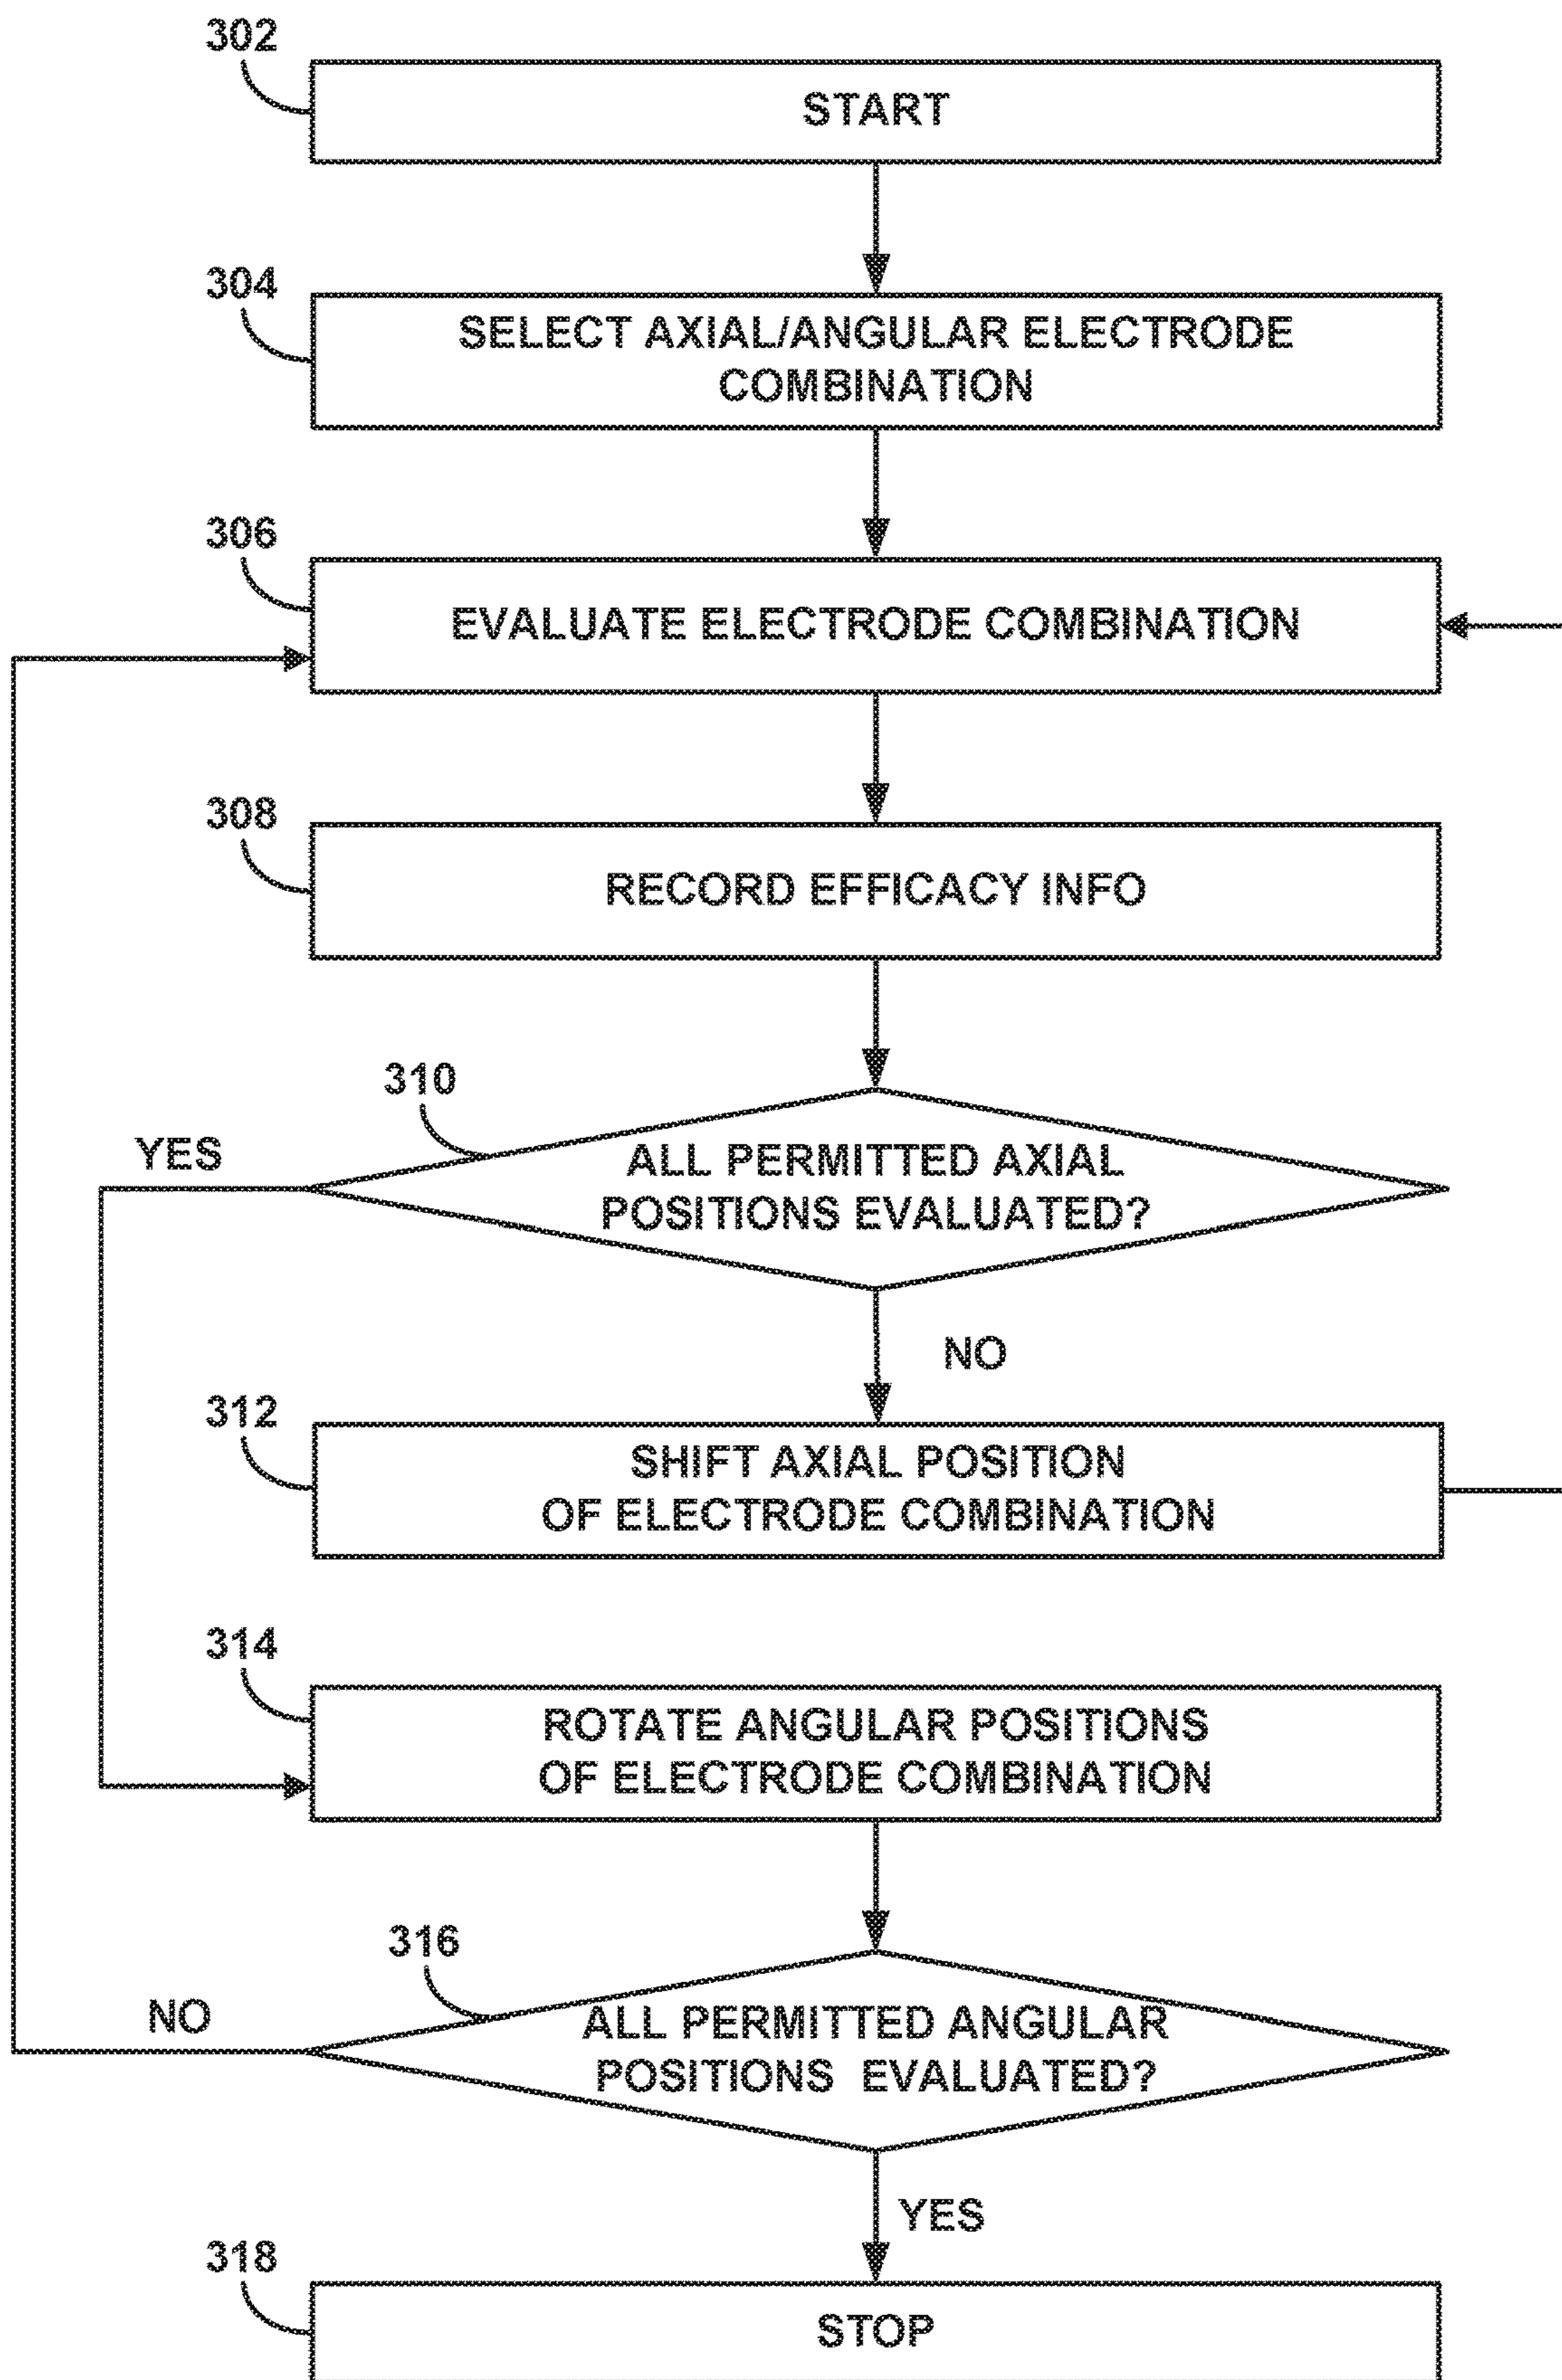 302
START
304
SELECT AXIAL/ANGULAR ELECTRODE
COMBINATION
306
EVALUATE ELECTRODE COMBINATION
308
RECORD EFFICACY INFO
310
YES
ALL PERMITTED AXIAL
POSITIONS EVALUATED?
NO
312
SHIFT AXIAL POSITION
OF ELECTRODE COMBINATION
314
ROTATE ANGULAR POSITIONS
OF ELECTRODE COMBINATION
316
NO
ALL PERMITTED ANGULAR
POSITIONS EVALUATED?
YES
318
STOP